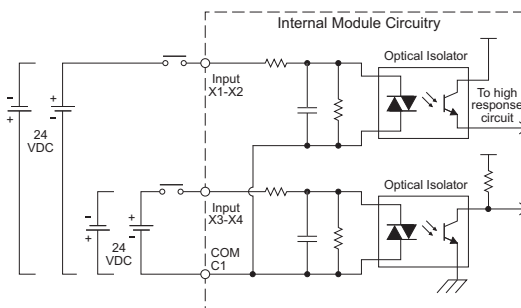 Internal Module Circuitry
Optical Isolator
Input
X1-X2
To high
response
circuit
- +
+ -
24
VDC
Optical Isolator
Input
X3-X4
- +
+ -
24
VDC
COM
C1